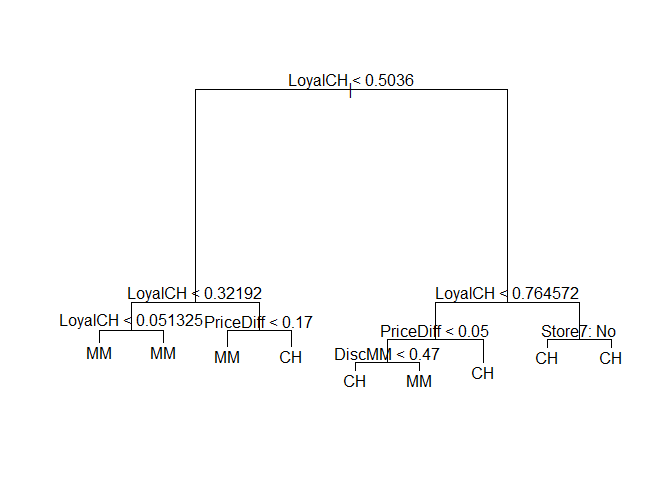 LoyalCH < 0.5036
LoyalCH < 0.32192
LoyalCH < 0.764572
LoyalCH < 0.051325
PriceDiff < 0.17
PriceDiff < 0.05
Store7: No
MM
MM
MM
CH
DiscMM < 0.47
CH
MM
CH
CH
CH